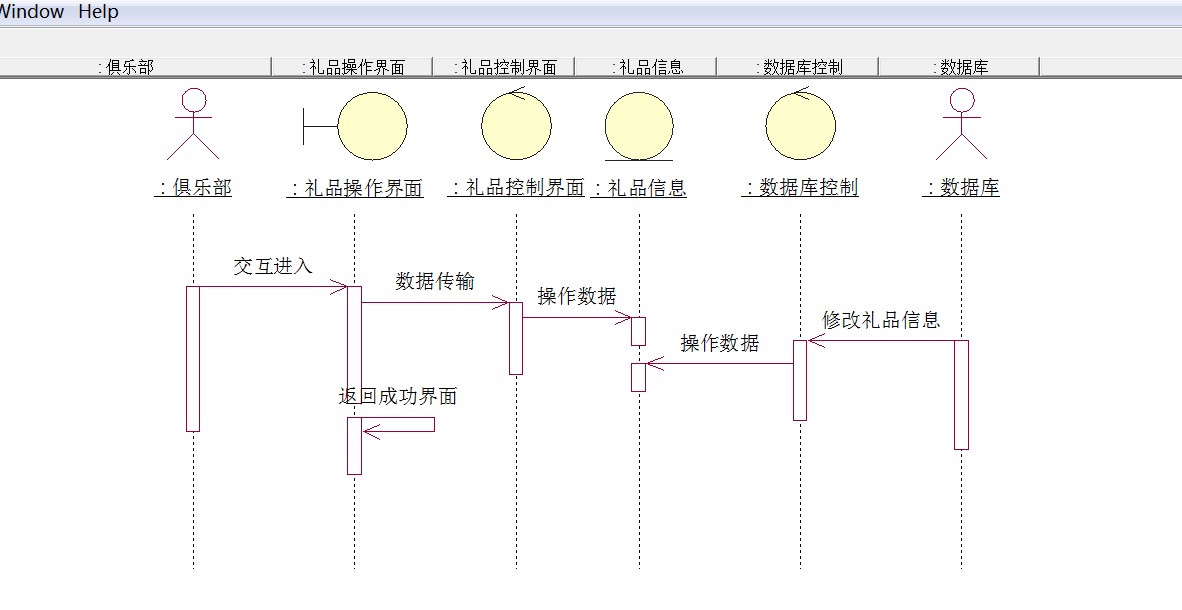 Window Help
: 俱乐部 : 礼品操作界面 : 礼品控制界面 : 礼品信息 : 数据库控制 : 数据库
: 俱乐部 : 礼品操作界面 : 礼品控制界面 : 礼品信息 : 数据库控制 : 数据库
交互进入
数据传输
操作数据
修改礼品信息
操作数据
返回成功界面